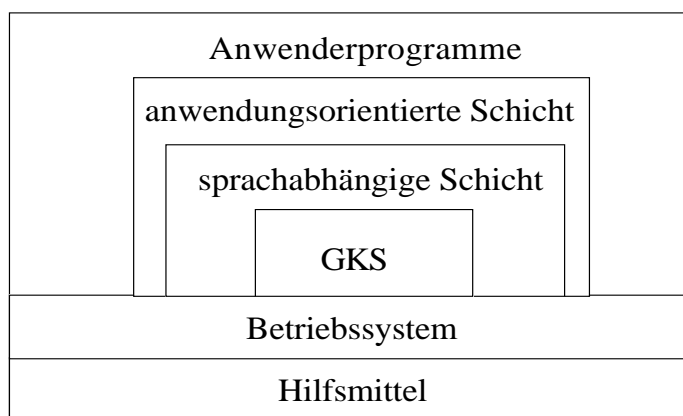 Anwenderprogramme
anwendungsorientierte Schicht
sprachabhängige Schicht
GKS
Betriebssystem
Hilfsmittel